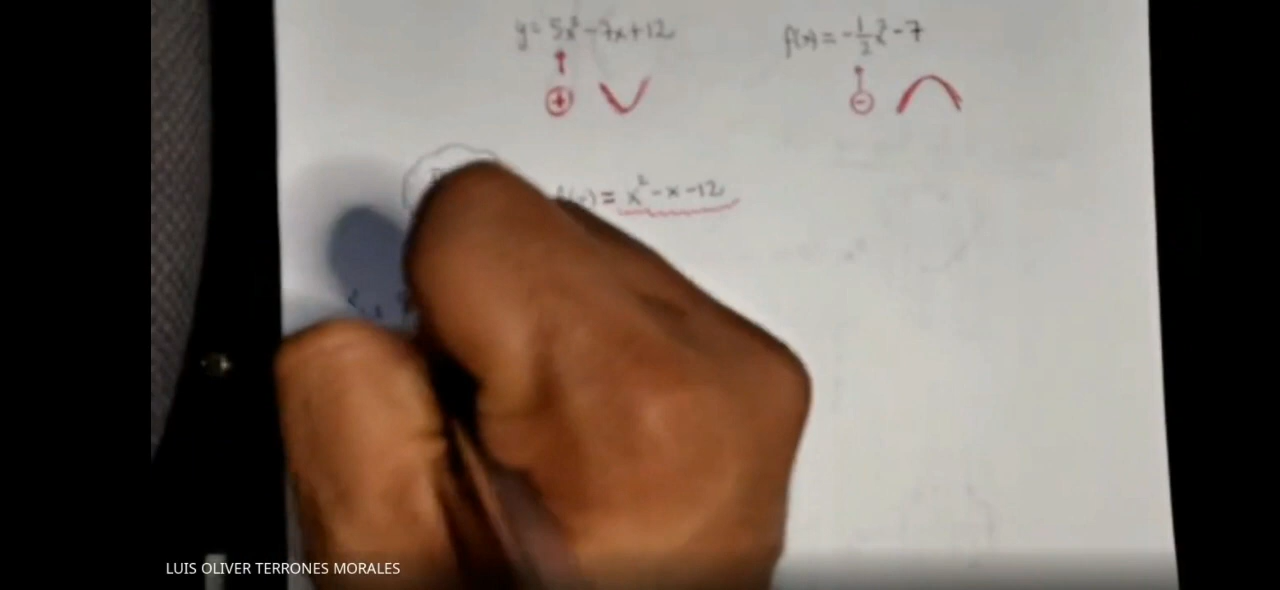 y = 5x² - 7x + 12
f(x) = -1/2 x² - 7
+
-
f(x) = x² - x - 12
LUIS OLIVER TERRONES MORALES